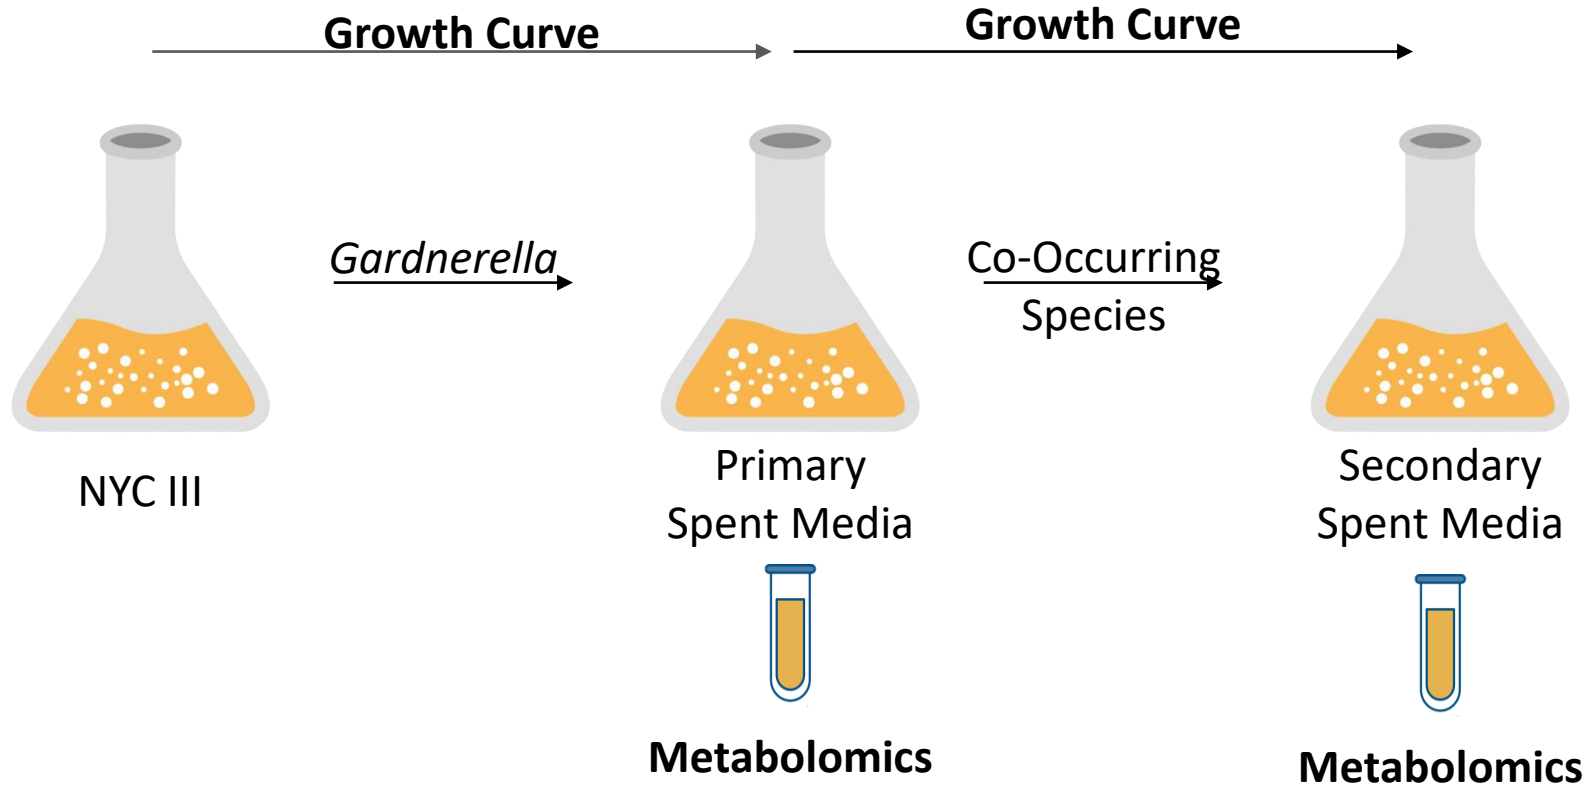 Growth Curve
Growth Curve
Gardnerella
Co-Occurring
Species
NYC III
Primary
Spent Media
Secondary
Spent Media
Metabolomics
Metabolomics